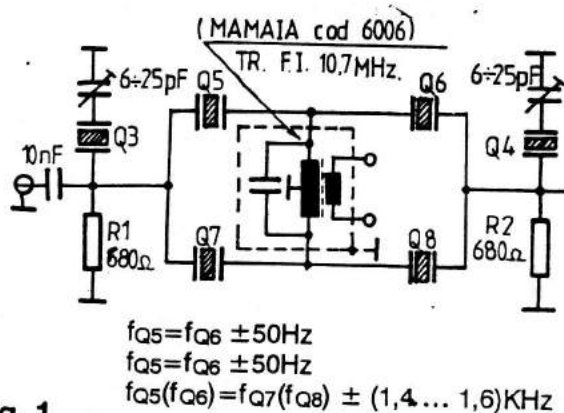 (MAMAIA cod 6006)
TR. F.I. 10,7MHz.
6÷25pF
Q5
Q6
6÷25pF
Q3
Q4
10nF
R1
680Ω
Q7
Q8
R2
680Ω
fQ5=fQ6 ±50Hz
fQ5=fQ6 ±50Hz
fQ5(fQ6)=fQ7(fQ8) ± (1,4... 1,6)KHz